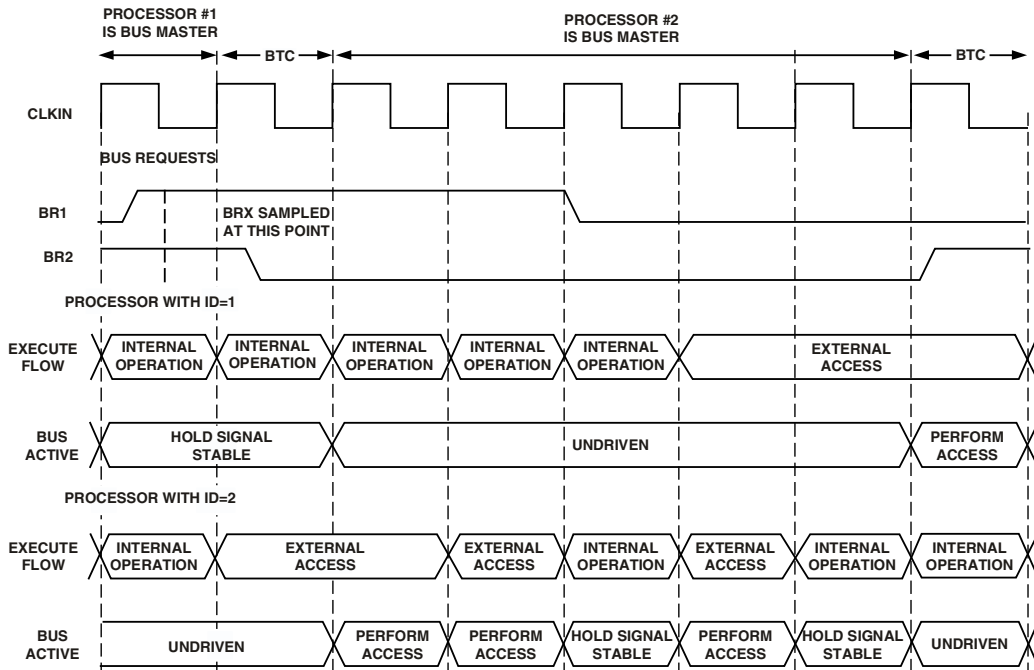 PROCESSOR #1
IS BUS MASTER
PROCESSOR #2
IS BUS MASTER
BTC
BTC
CLKIN
BUS REQUESTS
BR1
BRX SAMPLED
AT THIS POINT
BR2
PROCESSOR WITH ID=1
EXECUTE
FLOW
INTERNAL
OPERATION
INTERNAL
OPERATION
INTERNAL
OPERATION
INTERNAL
OPERATION
INTERNAL
OPERATION
EXTERNAL
ACCESS
BUS
ACTIVE
HOLD SIGNAL
STABLE
UNDRIVEN
PERFORM
ACCESS
PROCESSOR WITH ID=2
EXECUTE
FLOW
INTERNAL
OPERATION
EXTERNAL
ACCESS
EXTERNAL
ACCESS
INTERNAL
OPERATION
EXTERNAL
ACCESS
INTERNAL
OPERATION
INTERNAL
OPERATION
BUS
ACTIVE
UNDRIVEN
PERFORM
ACCESS
PERFORM
ACCESS
HOLD SIGNAL
STABLE
PERFORM
ACCESS
HOLD SIGNAL
STABLE
UNDRIVEN